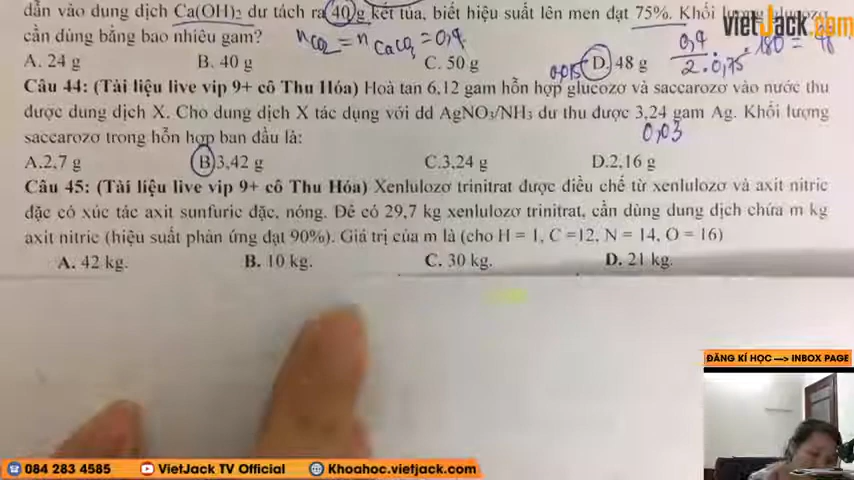 dẫn vào dung dịch Ca(OH)₂ dư tách ra 40 g kết tủa, biết hiệu suất lên men đạt 75%. Khối
cần dùng bằng bao nhiêu gam? n CO₂ = n CaCO₃ = 0,4
0,4 / 2.0,75 . 180 = 48
A. 24 g B. 40 g C. 50 g D. 48 g
0,015
Câu 44: (Tài liệu live vip 9+ cô Thu Hóa) Hoà tan 6,12 gam hỗn hợp glucozơ và saccarozơ vào nước thu
được dung dịch X. Cho dung dịch X tác dụng với dd AgNO₃/NH₃ dư thu được 3,24 gam Ag. Khối lượng
0,03
saccarozơ trong hỗn hợp ban đầu là:
A.2,7 g B.3,42 g C.3,24 g D.2,16 g
Câu 45: (Tài liệu live vip 9+ cô Thu Hóa) Xenlulozơ trinitrat được điều chế từ xenlulozơ và axit nitric
đặc có xúc tác axit sunfuric đặc, nóng. Để có 29,7 kg xenlulozơ trinitrat, cần dùng dung dịch chứa m kg
axit nitric (hiệu suất phản ứng đạt 90%). Giá trị của m là (cho H = 1, C =12, N = 14, O = 16)
A. 42 kg. B. 10 kg. C. 30 kg. D. 21 kg.
vietJack.com
ĐĂNG KÍ HỌC —> INBOX PAGE
084 283 4585 VietJack TV Official Khoahoc.vietjack.com